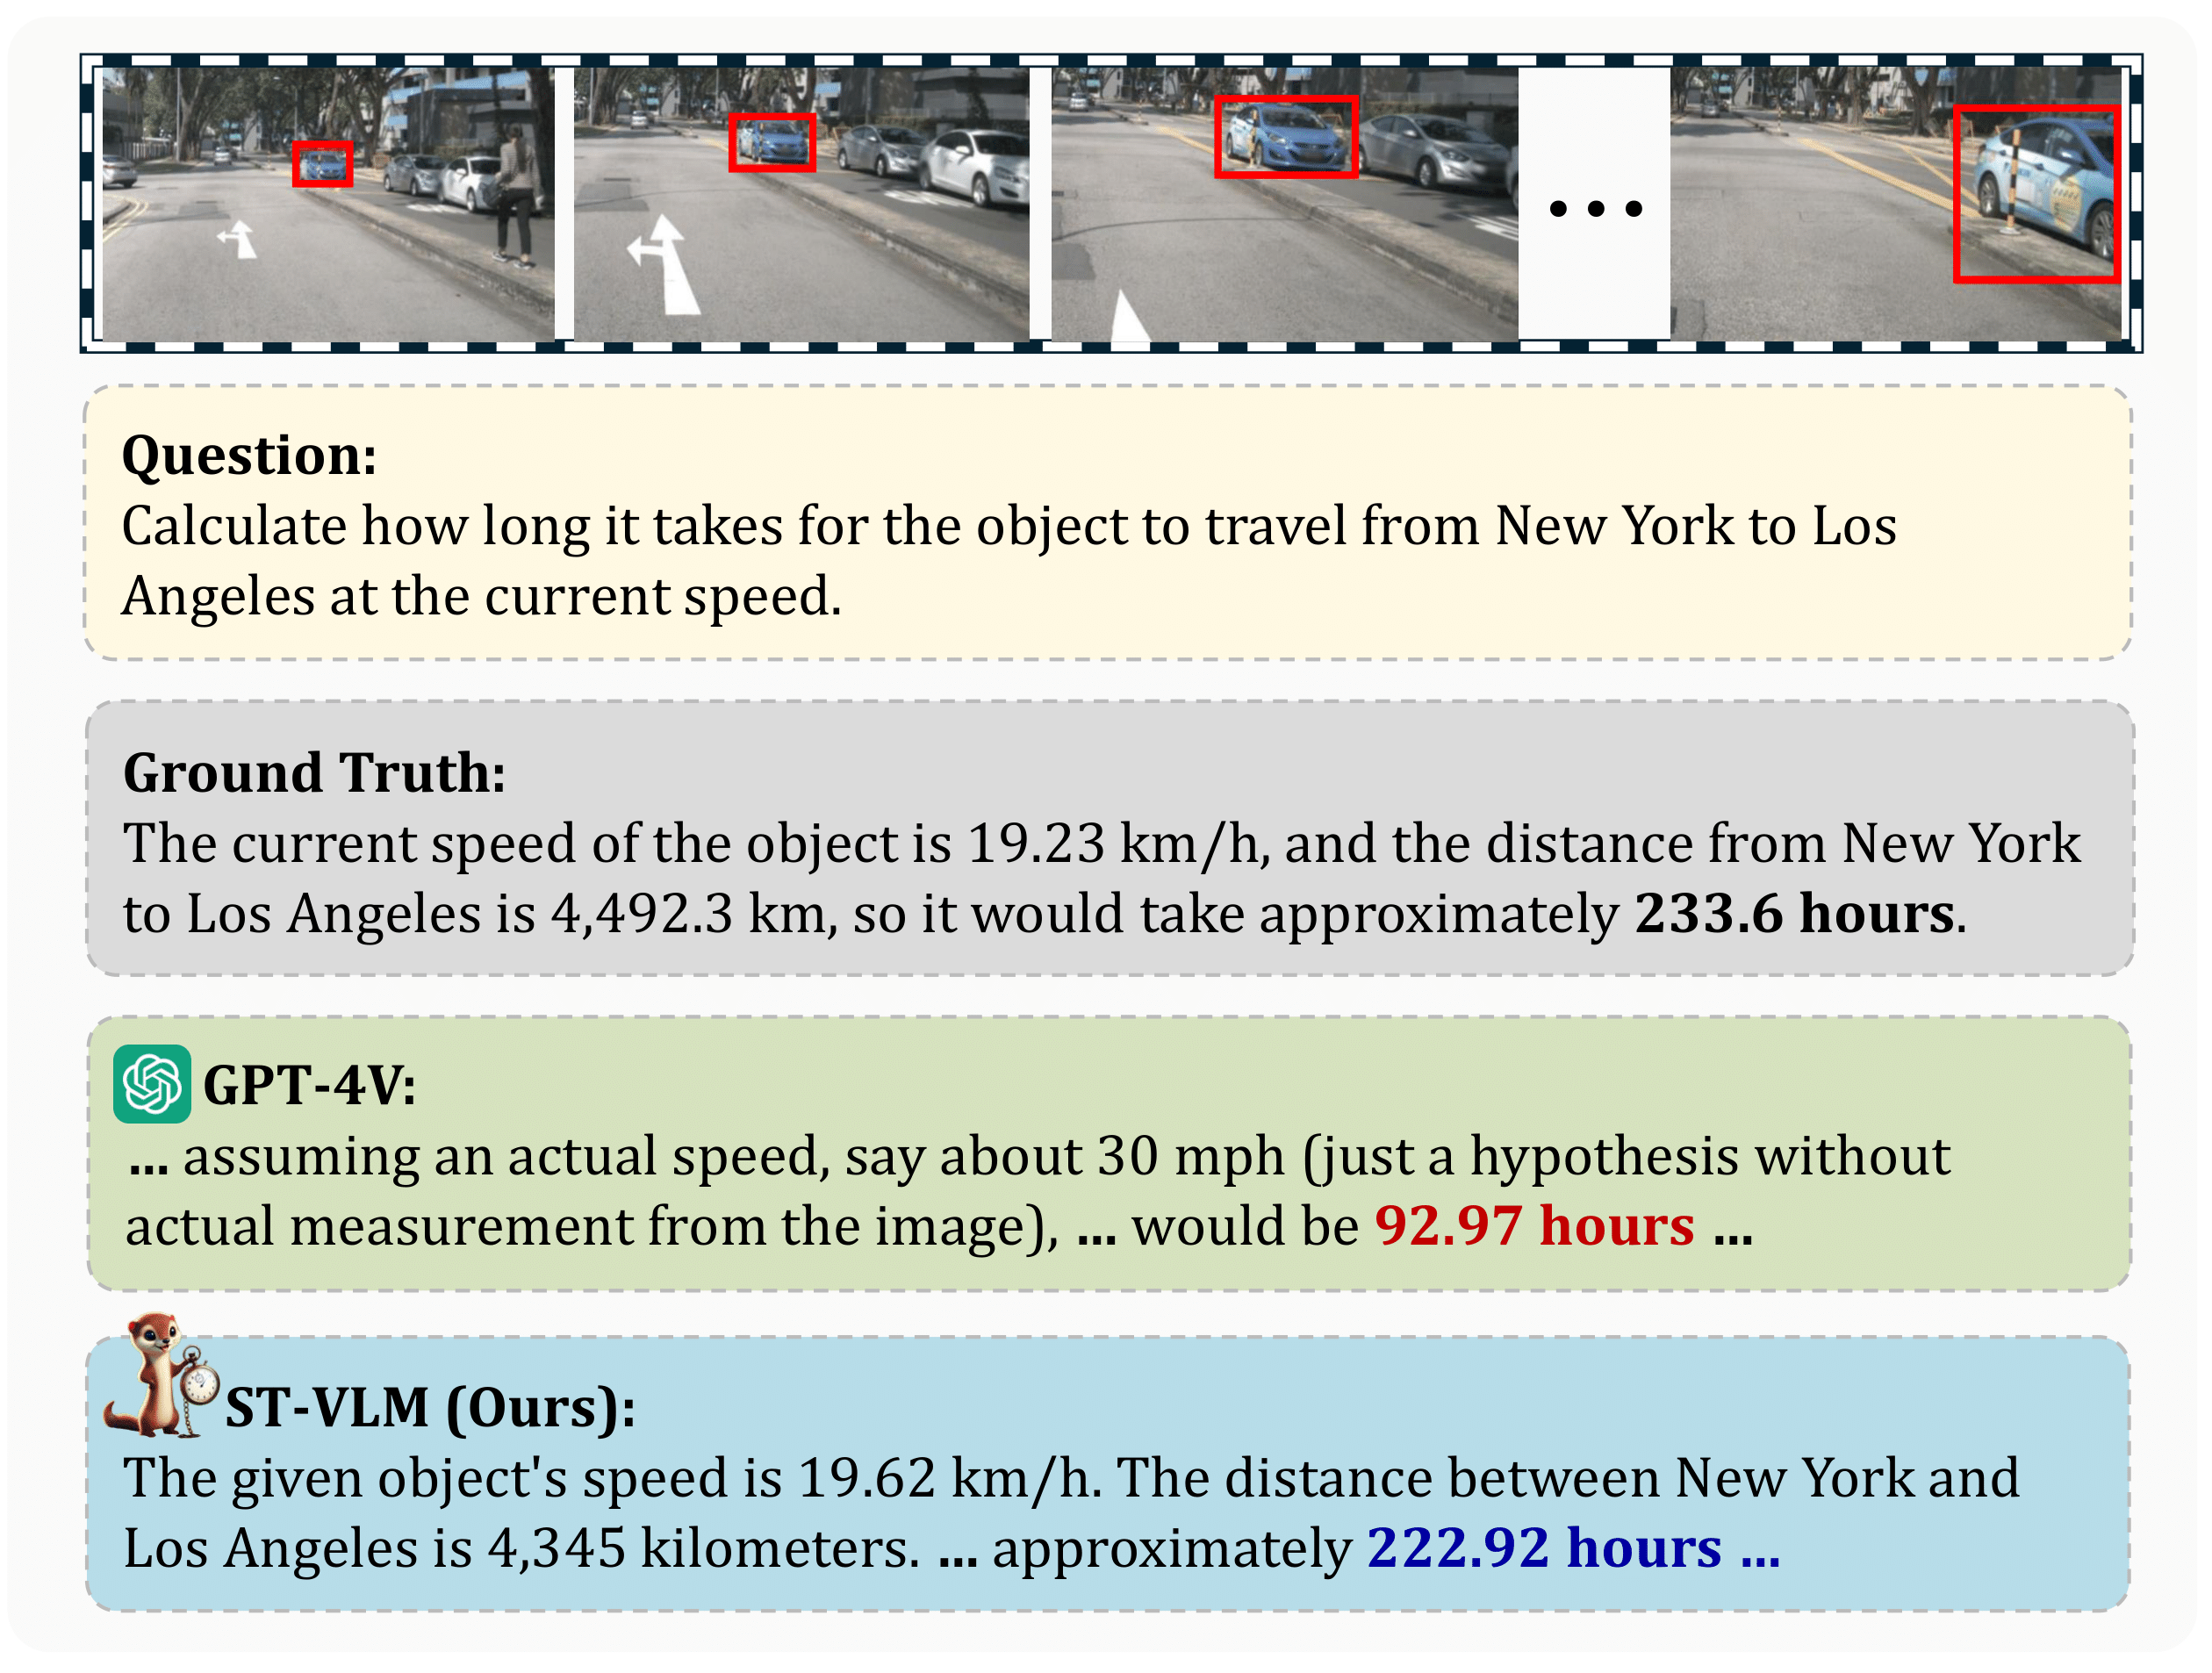 Question:
Calculate how long it takes for the object to travel from New York to Los
Angeles at the current speed.
Ground Truth:
The current speed of the object is 19.23 km/h, and the distance from New York
to Los Angeles is 4,492.3 km, so it would take approximately 233.6 hours.
GPT-4V:
... assuming an actual speed, say about 30 mph (just a hypothesis without
actual measurement from the image), ... would be 92.97 hours ...
ST-VLM (Ours):
The given object's speed is 19.62 km/h. The distance between New York and
Los Angeles is 4,345 kilometers. ... approximately 222.92 hours ...